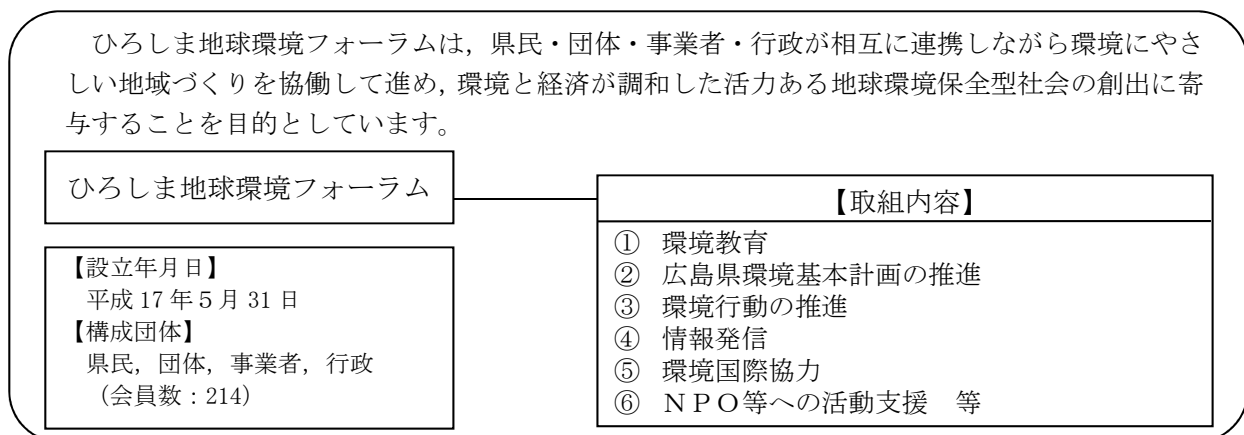 ひろしま地球環境フォーラムは，県民・団体・事業者・行政が相互に連携しながら環境にやさ
しい地域づくりを協働して進め，環境と経済が調和した活力ある地球環境保全型社会の創出に寄
与することを目的としています。
ひろしま地球環境フォーラム
【設立年月日】
平成 17 年５月 31 日
【構成団体】
県民，団体，事業者，行政
（会員数：214）
【取組内容】
① 環境教育
② 広島県環境基本計画の推進
③ 環境行動の推進
④ 情報発信
⑤ 環境国際協力
⑥ ＮＰＯ等への活動支援 等